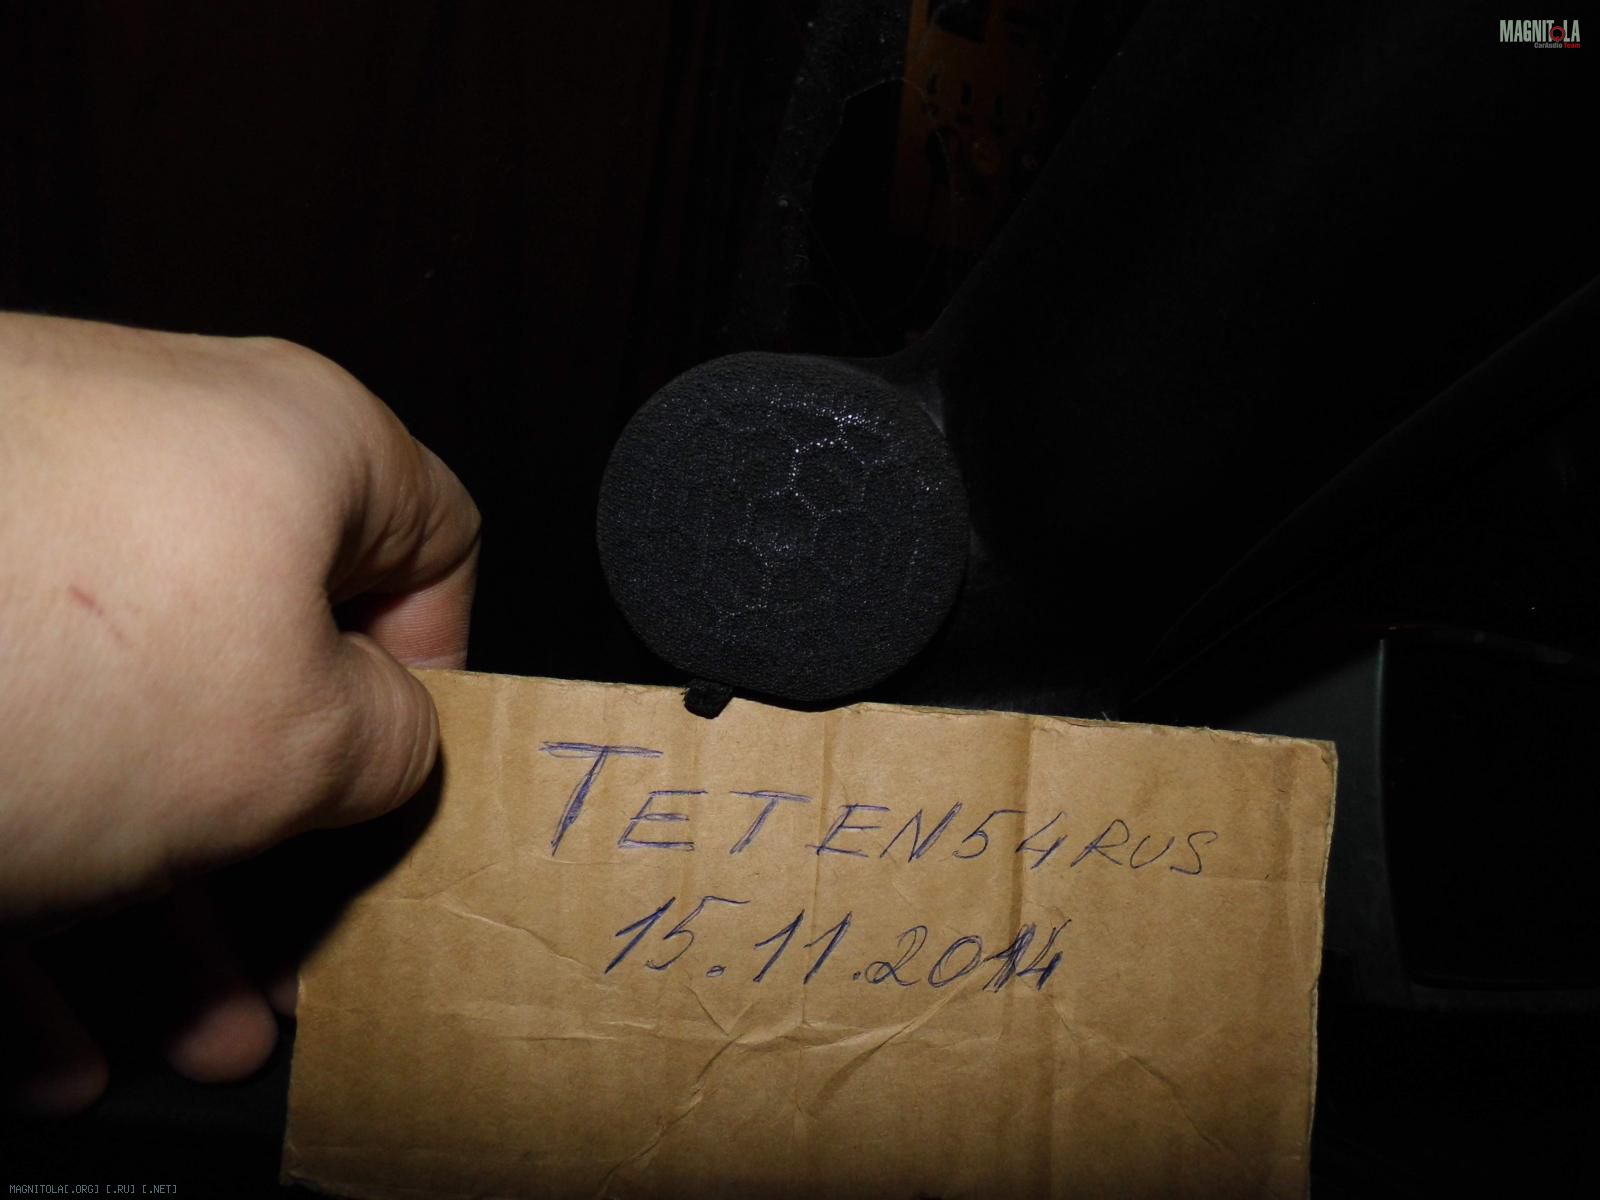 MAGNITOLA
CarAudio Team
TETEN54RUS
15.11.2014
MAGNITOLA[.ORG] [.RU] [.NET]